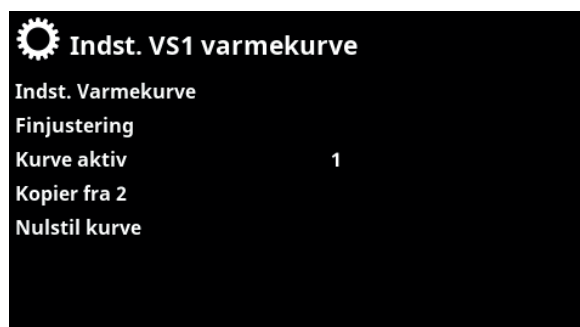 Indst. VS1 varmekurve
Indst. Varmekurve
Finjustering
Kurve aktiv 1
Kopier fra 2
Nulstil kurve